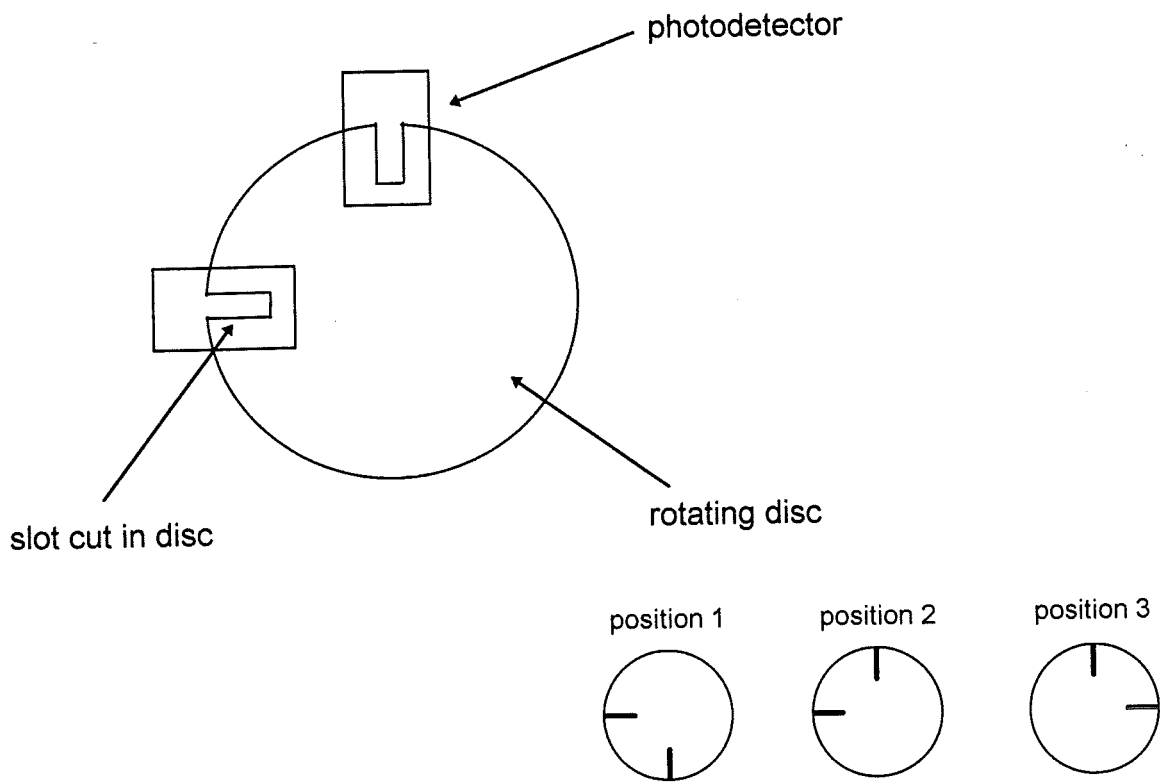 photodetector
slot cut in disc
rotating disc
position 1
position 2
position 3